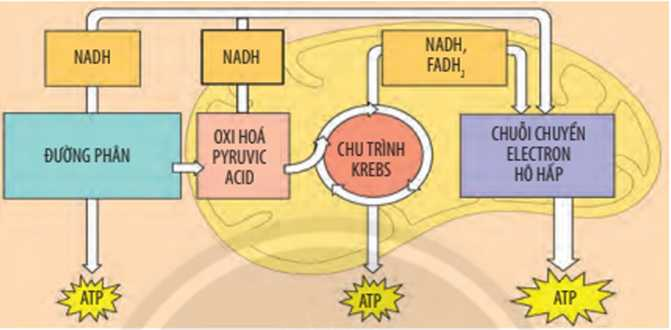 NADH
NADH
NADH,
FADH₂
ĐƯỜNG PHÂN
OXI HOÁ
PYRUVIC
ACID
CHU TRÌNH
KREBS
CHUỖI CHUYỂN
ELECTRON
HÔ HẤP
ATP
ATP
ATP